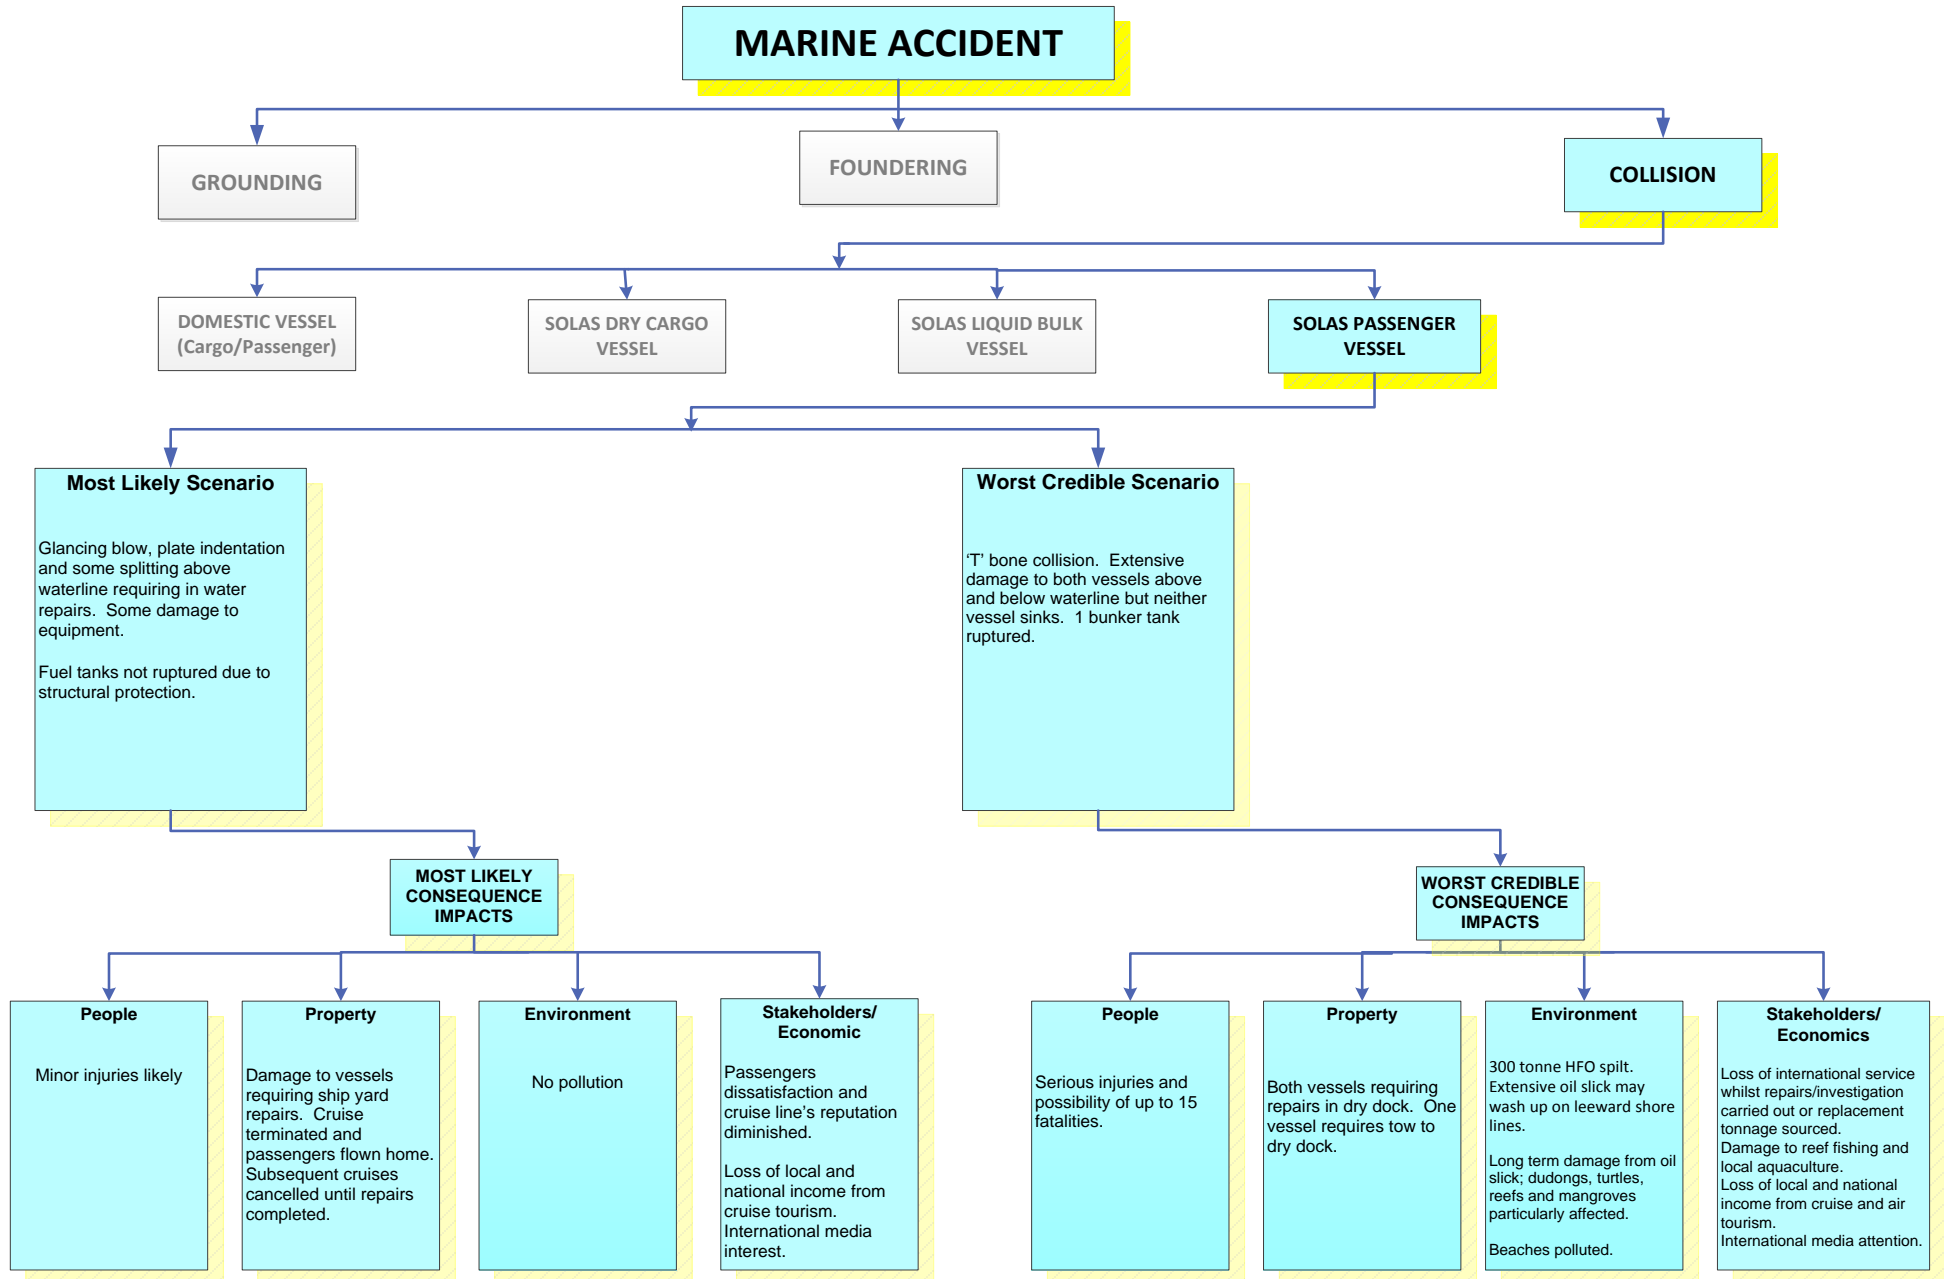 MARINE ACCIDENT
GROUNDING
FOUNDERING
COLLISION
DOMESTIC VESSEL
(Cargo/Passenger)
SOLAS DRY CARGO
VESSEL
SOLAS LIQUID BULK
VESSEL
SOLAS PASSENGER
VESSEL
Most Likely Scenario
Glancing blow, plate indentation
and some splitting above
waterline requiring in water
repairs.  Some damage to
equipment.
Fuel tanks not ruptured due to
structural protection.
Worst Credible Scenario
‘T’ bone collision.  Extensive
damage to both vessels above
and below waterline but neither
vessel sinks.  1 bunker tank
ruptured.
MOST LIKELY
CONSEQUENCE
IMPACTS
WORST CREDIBLE
CONSEQUENCE
IMPACTS
People
Minor injuries likely
Property
Damage to vessels
requiring ship yard
repairs.  Cruise
terminated and
passengers flown home.
Subsequent cruises
cancelled until repairs
completed.
Environment
No pollution
Stakeholders/
Economic
Passengers
dissatisfaction and
cruise line’s reputation
diminished.
Loss of local and
national income from
cruise tourism.
International media
interest.
People
Serious injuries and
possibility of up to 15
fatalities.
Property
Both vessels requiring
repairs in dry dock.  One
vessel requires tow to
dry dock.
Environment
300 tonne HFO spilt.
Extensive oil slick may
wash up on leeward shore
lines.
Long term damage from oil
slick; dudongs, turtles,
reefs and mangroves
particularly affected.
Beaches polluted.
Stakeholders/
Economics
Loss of international service
whilst repairs/investigation
carried out or replacement
tonnage sourced.
Damage to reef fishing and
local aquaculture.
Loss of local and national
income from cruise and air
tourism.
International media attention.